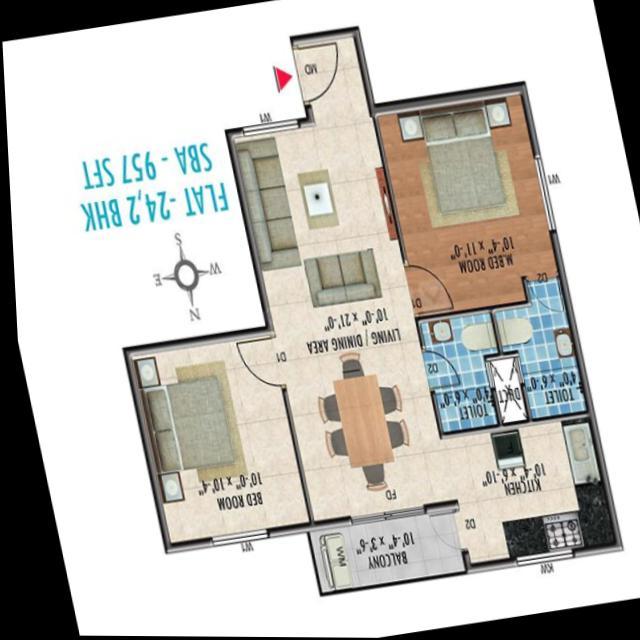 FLAT -24,2 BHK
SBA - 957 SFT
N
W
E
S
BALCONY
10'-4" x 3'-6"
WM
KW
D2
KITCHEN
10'-4" x 6'-10"
FD
W1
BED ROOM
10'-0" x 10'-4"
TOILET
4'0" x 6'-0"
DUCT
TOILET
4'0" x 6'-0"
D2
D1
LIVING / DINING AREA
10'-0" x 21'-0"
D1
D2
M.BED ROOM
10'-4" x 11'-0"
W1
W1
MD